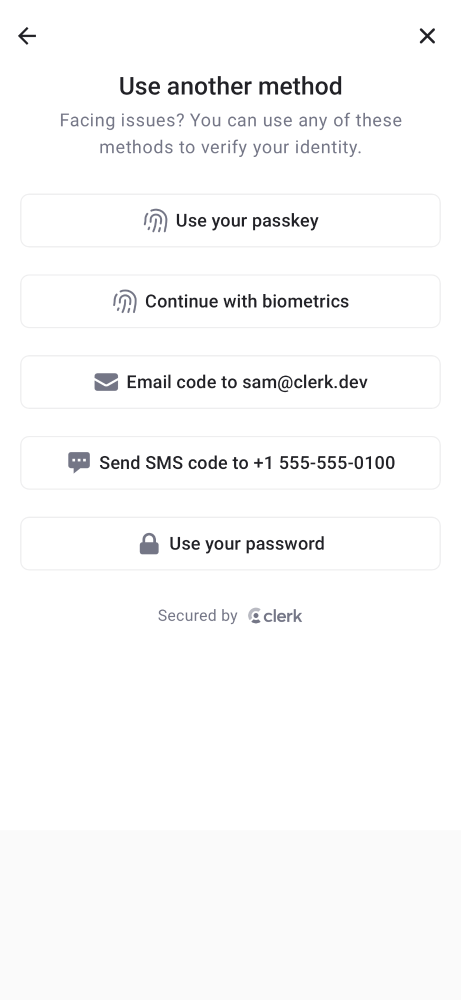 Use another method
Facing issues? You can use any of these
methods to verify your identity.
Use your passkey
Continue with biometrics
Email code to sam@clerk.dev
Send SMS code to +1 555-555-0100
Use your password
Secured by clerk